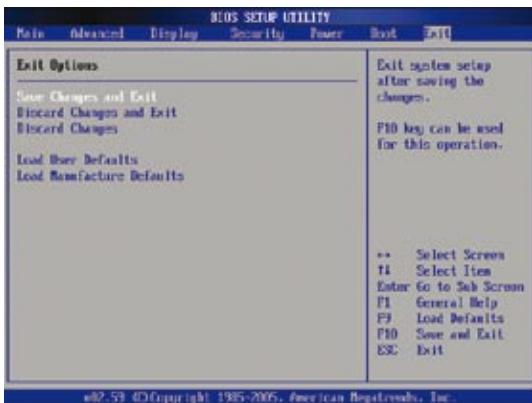 BIOS SETUP UTILITY
Main Advanced Display Security Power Boot Exit
Exit Options
Save Changes and Exit
Discard Changes and Exit
Discard Changes
Load User Defaults
Load Manufacture Defaults
Exit system setup
after saving the
changes.
F10 key can be used
for this operation.
↔ Select Screen
↑↓ Select Item
Enter Go to Sub Screen
F1 General Help
F9 Load Defaults
F10 Save and Exit
ESC Exit
v02.59 (C)Copyright 1985-2005, American Megatrends, Inc.